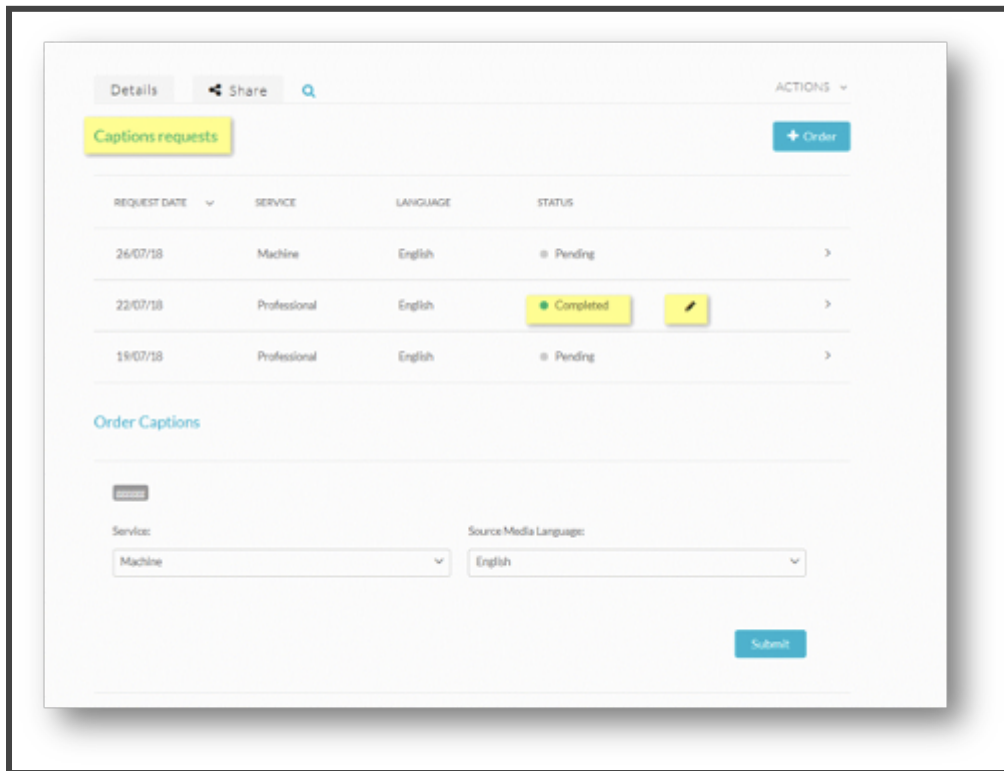 Details Share ACTIONS
Captions requests + Order
REQUEST DATE SERVICE LANGUAGE STATUS
26/07/18 Machine English Pending
22/07/18 Professional English Completed
19/07/18 Professional English Pending
Order Captions
Service: Source Media Language:
Machine English
Submit